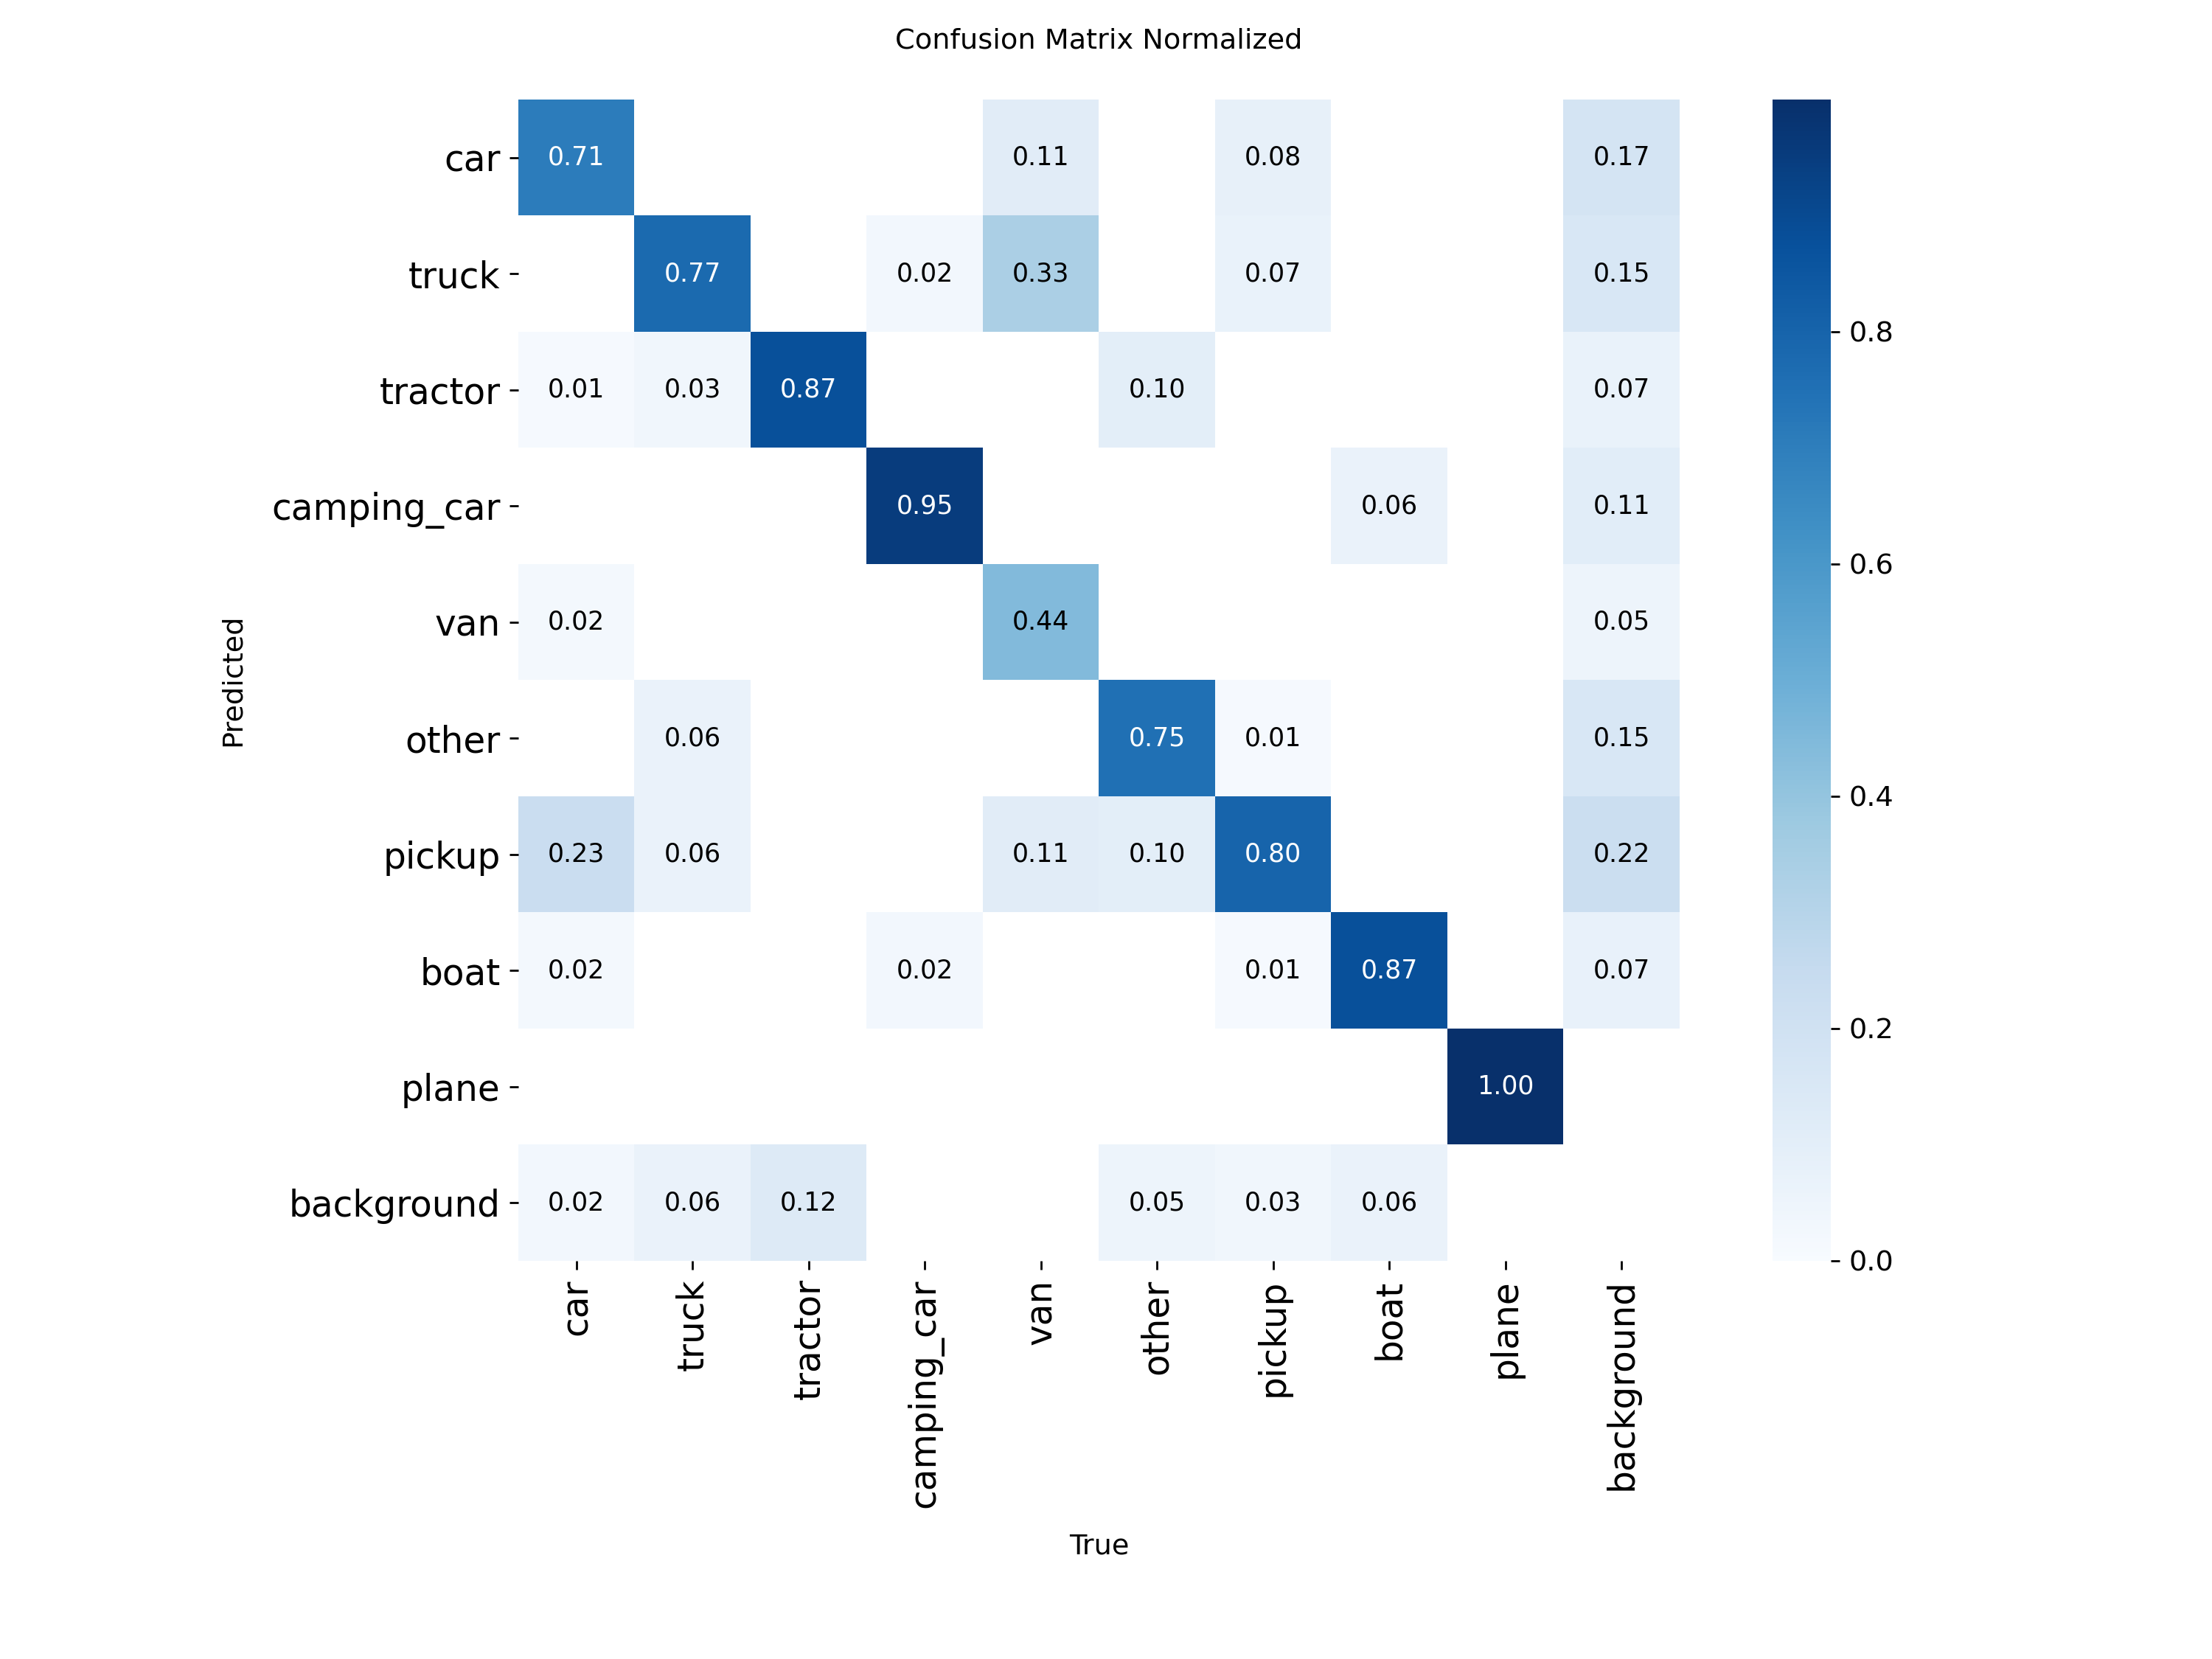 Confusion Matrix Normalized
car 0.71 0.11 0.08 0.17
truck 0.77 0.02 0.33 0.07 0.15
tractor 0.01 0.03 0.87 0.10 0.07
camping_car 0.95 0.06 0.11
van 0.02 0.44 0.05
other 0.06 0.75 0.01 0.15
pickup 0.23 0.06 0.11 0.10 0.80 0.22
boat 0.02 0.02 0.01 0.87 0.07
plane 1.00
background 0.02 0.06 0.12 0.05 0.03 0.06
Predicted
car truck tractor camping_car van other pickup boat plane background
True
0.8
0.6
0.4
0.2
0.0